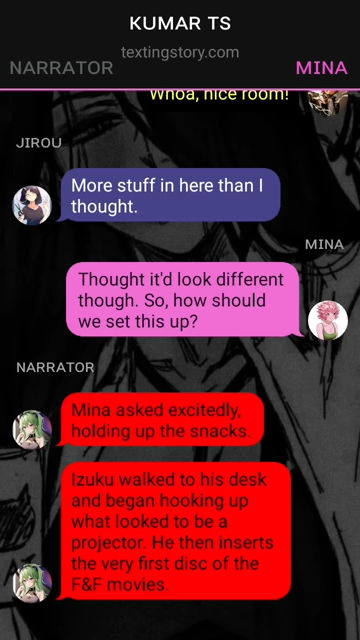 KUMAR TS
textingstory.com
NARRATOR
MINA
Whoa, nice room!
JIROU
More stuff in here than I
thought.
MINA
Thought it'd look different
though. So, how should
we set this up?
NARRATOR
Mina asked excitedly,
holding up the snacks.
Izuku walked to his desk
and began hooking up
what looked to be a
projector. He then inserts
the very first disc of the
F&F movies.